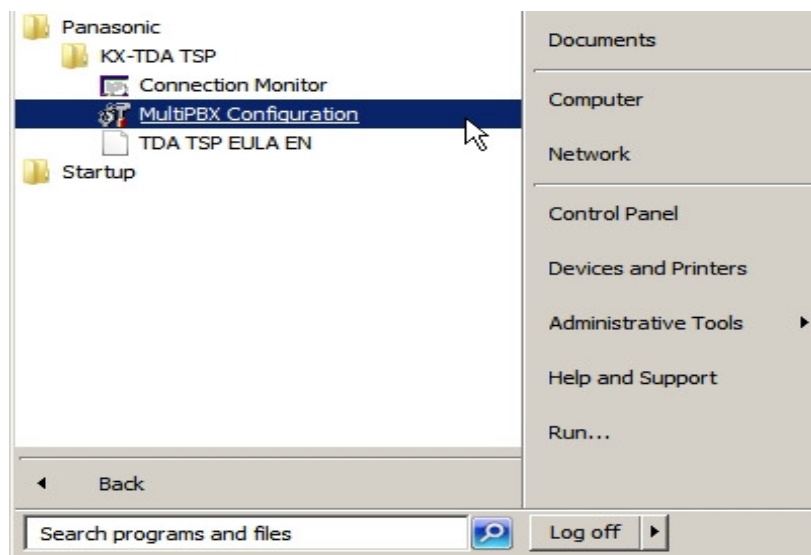 Panasonic
KX-TDA TSP
Connection Monitor
MultiPBX Configuration
TDA TSP EULA EN
Startup
Back
Search programs and files
Documents
Computer
Network
Control Panel
Devices and Printers
Administrative Tools
Help and Support
Run...
Log off